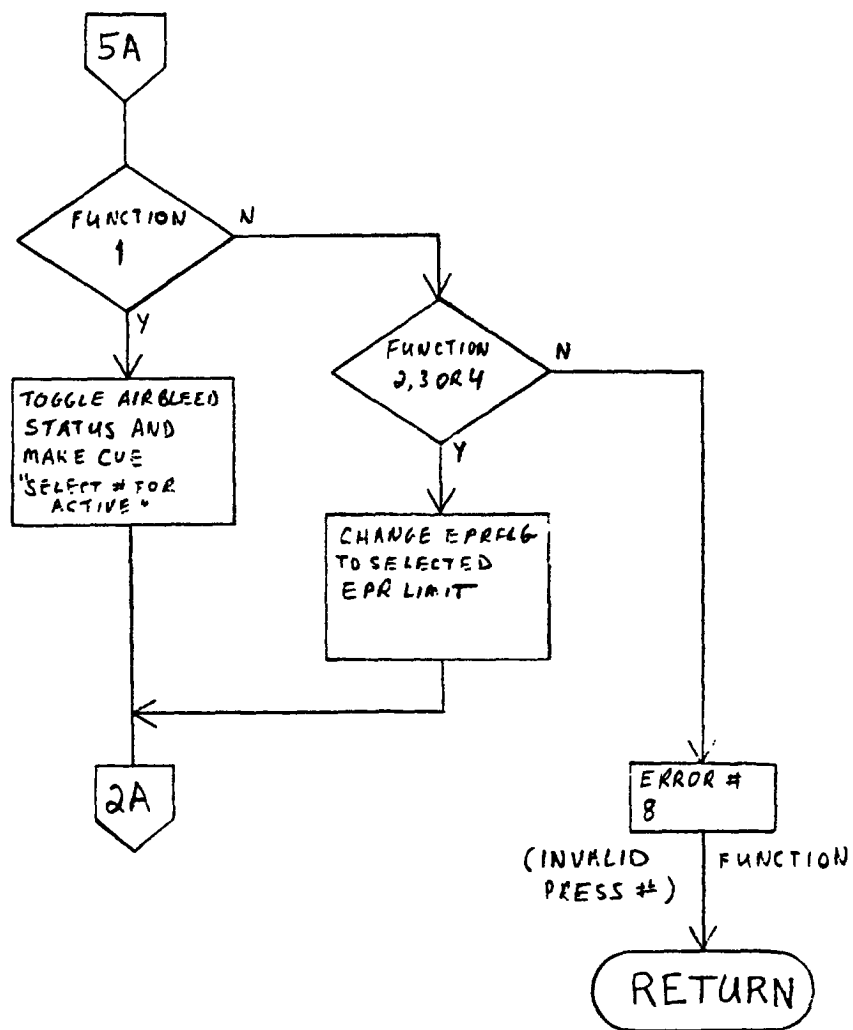 5A
FUNCTION
1
N
Y
FUNCTION
2,3 OR 4
N
Y
TOGGLE AIRBLEED
STATUS AND
MAKE CUE
"SELECT # FOR
ACTIVE"
CHANGE EPRFLG
TO SELECTED
EPR LIMIT
2A
ERROR #
8
(INVALID FUNCTION
PRESS #)
RETURN